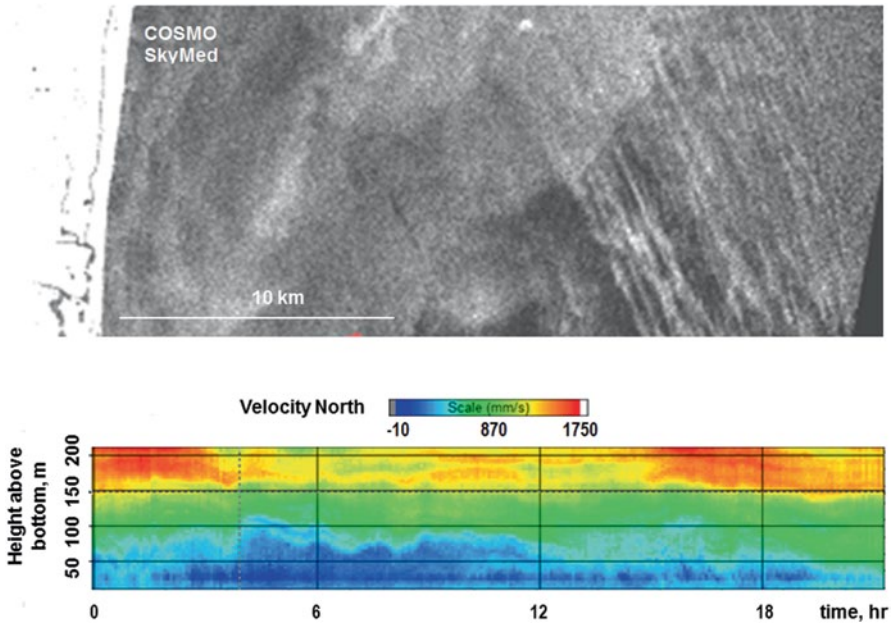 COSMO
SkyMed
10 km
Velocity North
Scale (mm/s)
-10 870 1750
Height above
bottom, m
200
150
100
50
0 6 12 18 time, hr